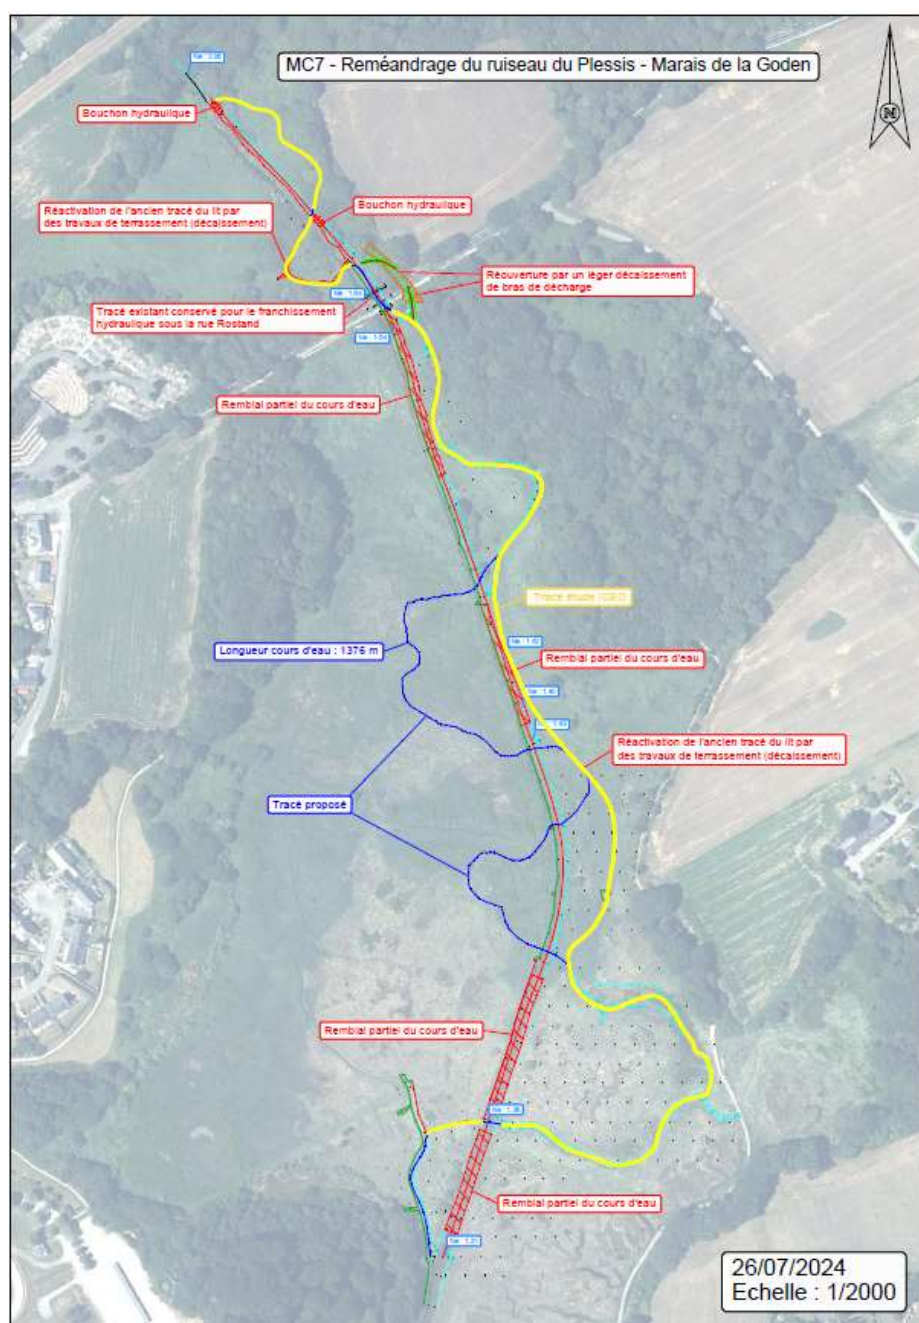 MC7 - Reméandrage du ruiseau du Plessis - Marais de la Goden
N
Bouchon hydraulique
Bouchon hydraulique
Réactivation de l'ancien tracé du lit par
des travaux de terrassement (décaissement)
Réouverture par un léger décaissement
de bras de décharge
Tracé existant conservé pour le franchissement
hydraulique sous la rue Rostand
Remblai partiel du cours d'eau
Tracé étude
Longueur cours d'eau : 1376 m
Remblai partiel du cours d'eau
Réactivation de l'ancien tracé du lit par
des travaux de terrassement (décaissement)
Tracé proposé
Remblai partiel du cours d'eau
Remblai partiel du cours d'eau
26/07/2024
Echelle : 1/2000